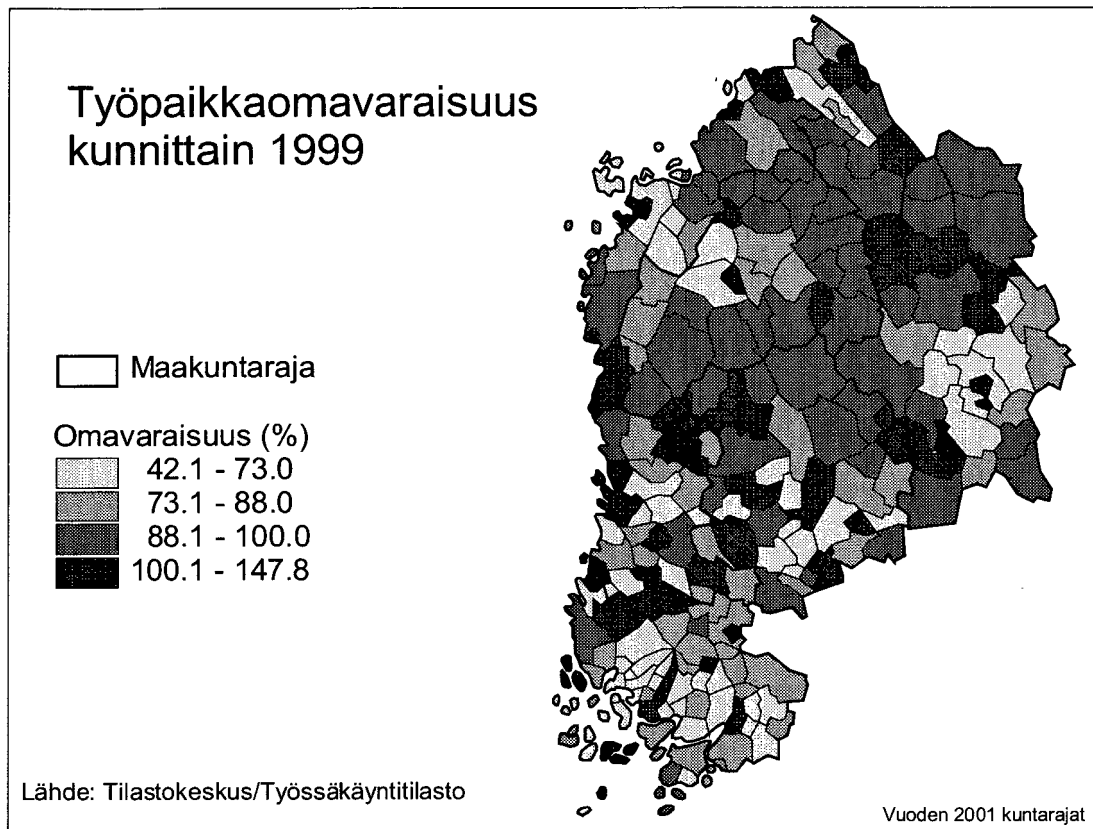 Työpaikkaomavaraisuus
kunnittain 1999
Maakuntaraja
Omavaraisuus (%)
42.1 - 73.0
73.1 - 88.0
88.1 - 100.0
100.1 - 147.8
Lähde: Tilastokeskus/Työssäkäyntitilasto
Vuoden 2001 kuntarajat